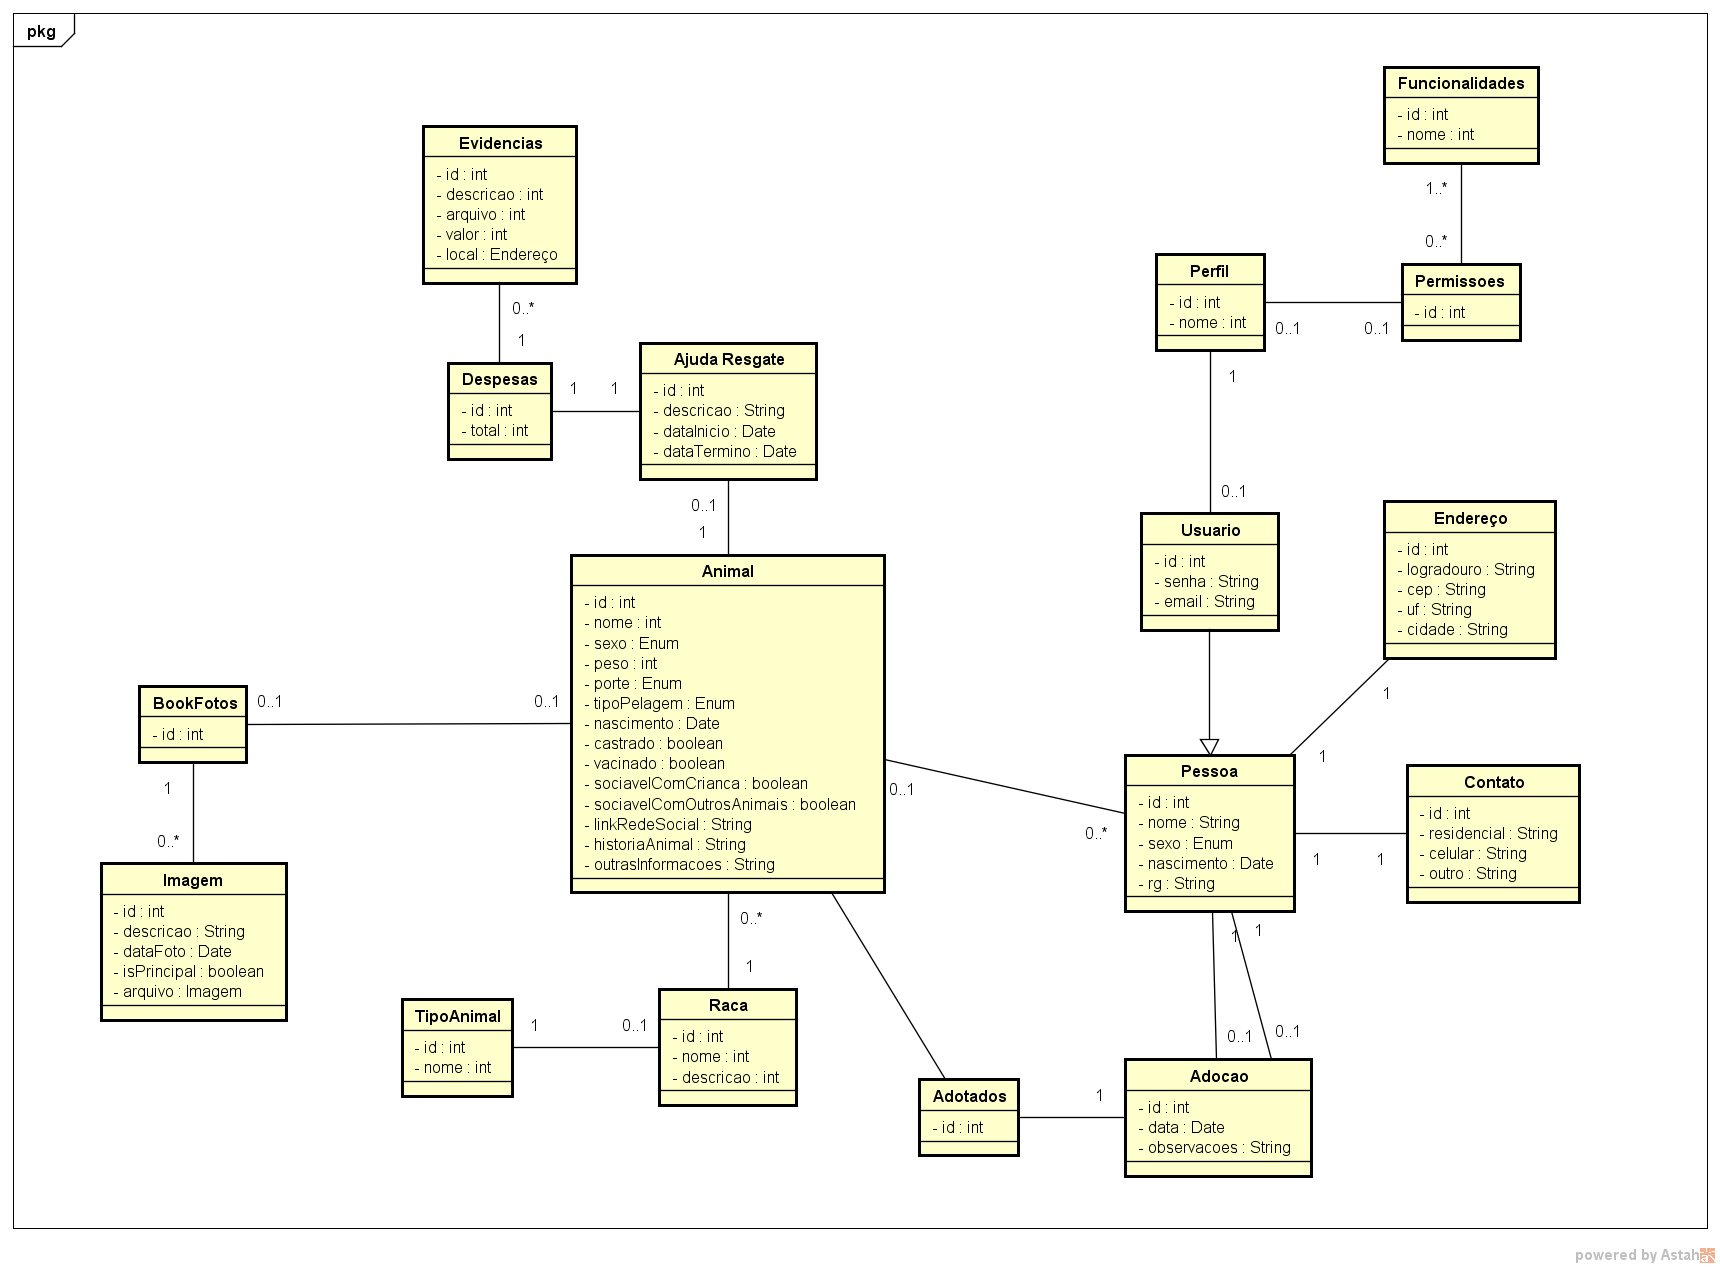 pkg
Funcionalidades
- id : int
- nome : int
1..*
0..*
Evidencias
- id : int
- descricao : int
- arquivo : int
- valor : int
- local : Endereço
0..*
1
Perfil
- id : int
- nome : int
0..1
0..1
1
Permissoes
- id : int
Despesas
- id : int
- total : int
1
1
Ajuda Resgate
- id : int
- descricao : String
- dataInicio : Date
- dataTermino : Date
0..1
1
0..1
Usuario
- id : int
- senha : String
- email : String
Endereço
- id : int
- logradouro : String
- cep : String
- uf : String
- cidade : String
1
1
Animal
- id : int
- nome : int
- sexo : Enum
- peso : int
- porte : Enum
- tipoPelagem : Enum
- nascimento : Date
- castrado : boolean
- vacinado : boolean
- sociavelComCrianca : boolean
- sociavelComOutrosAnimais : boolean
- linkRedeSocial : String
- historiaAnimal : String
- outrasInformacoes : String
BookFotos
- id : int
0..1
0..1
1
0..*
0..1
0..*
Pessoa
- id : int
- nome : String
- sexo : Enum
- nascimento : Date
- rg : String
1
1
Contato
- id : int
- residencial : String
- celular : String
- outro : String
Imagem
- id : int
- descricao : String
- dataFoto : Date
- isPrincipal : boolean
- arquivo : Imagem
0..*
1
1
1
0..1
0..1
TipoAnimal
- id : int
- nome : int
1
0..1
Raca
- id : int
- nome : int
- descricao : int
Adotados
- id : int
1
Adocao
- id : int
- data : Date
- observacoes : String
powered by Astah